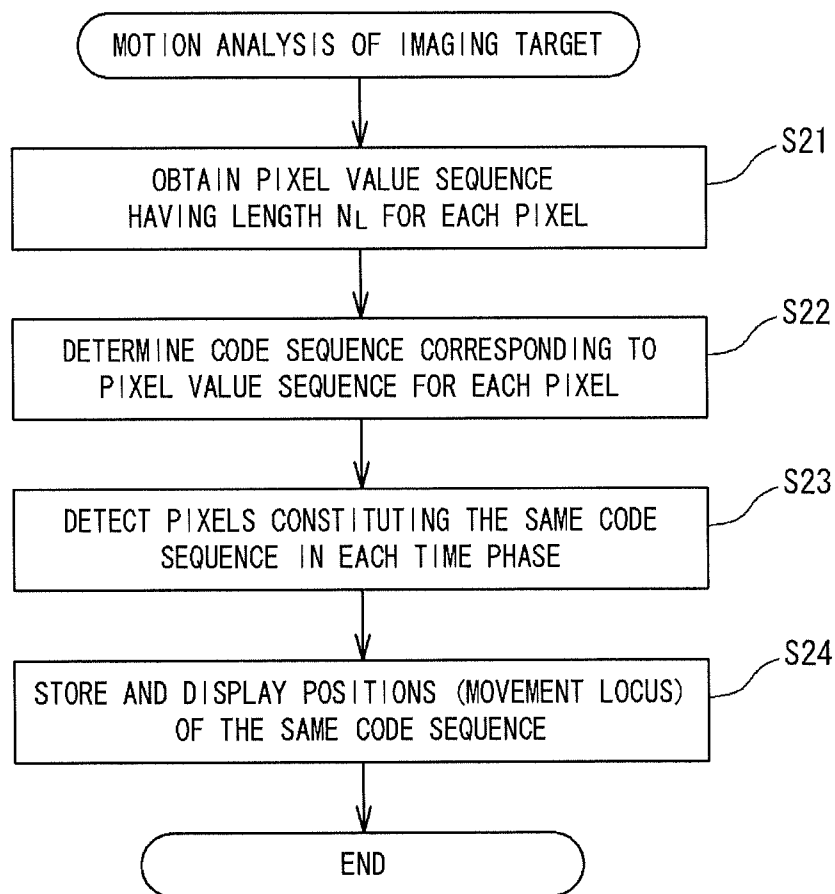 MOTION ANALYSIS OF IMAGING TARGET
S21
OBTAIN PIXEL VALUE SEQUENCE
HAVING LENGTH NL FOR EACH PIXEL
S22
DETERMINE CODE SEQUENCE CORRESPONDING TO
PIXEL VALUE SEQUENCE FOR EACH PIXEL
S23
DETECT PIXELS CONSTITUTING THE SAME CODE
SEQUENCE IN EACH TIME PHASE
S24
STORE AND DISPLAY POSITIONS (MOVEMENT LOCUS)
OF THE SAME CODE SEQUENCE
END